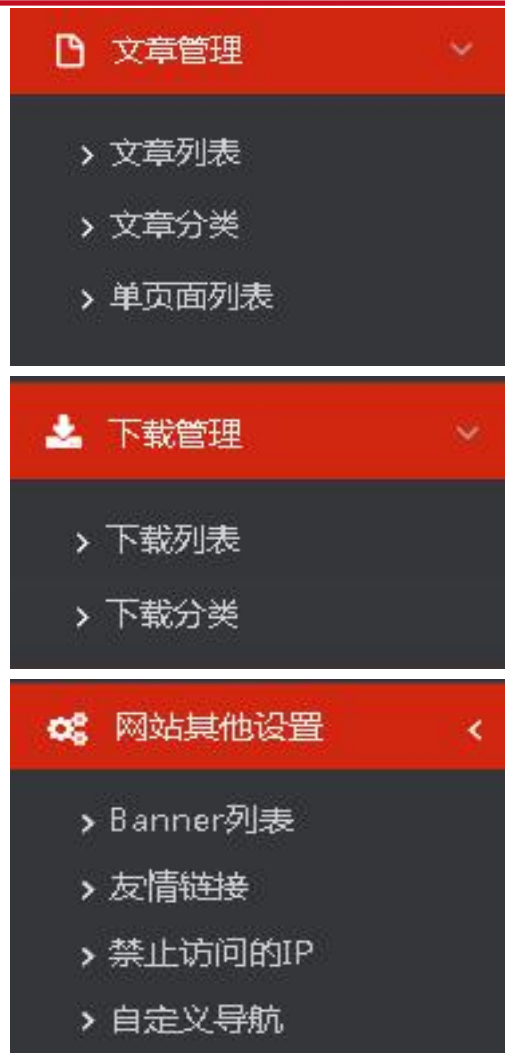 文章管理
文章列表
文章分类
单页面列表
下载管理
下载列表
下载分类
网站其他设置
Banner列表
友情链接
禁止访问的IP
自定义导航